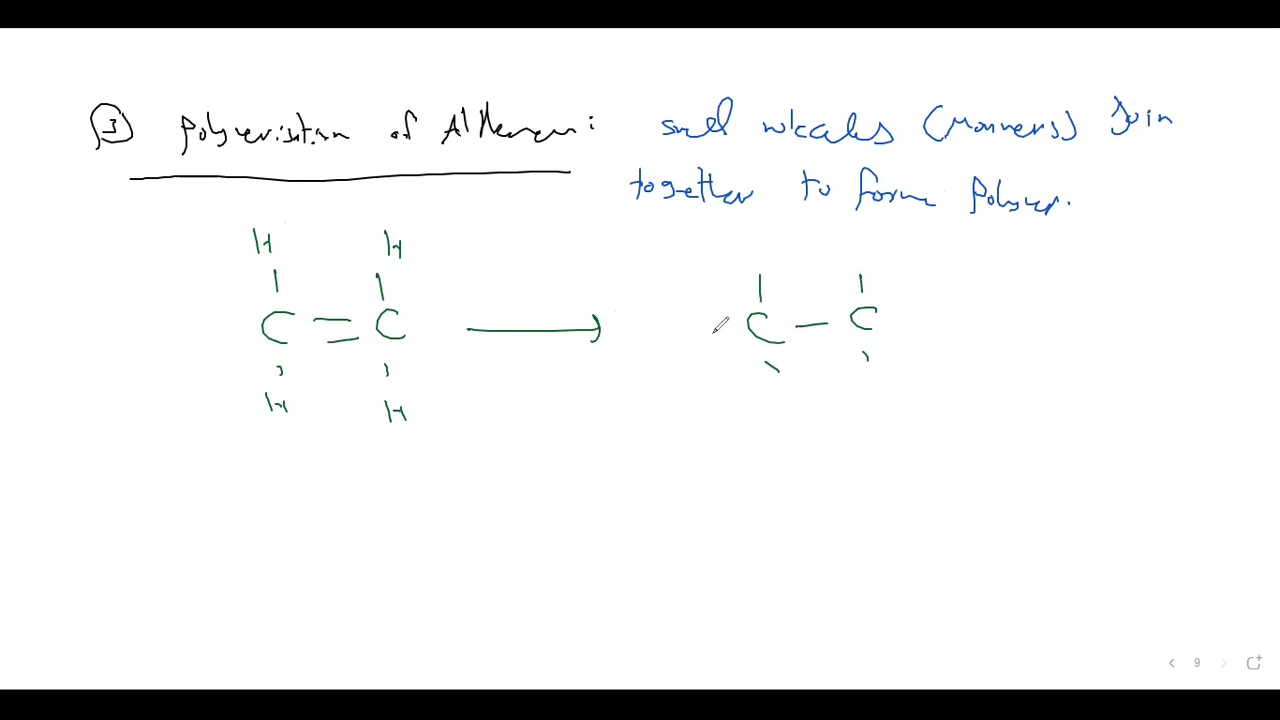 ③ Polymerisation of Alkenes : small molecules (Monomers) Join
together to form Polymer.
H H
C = C → C - C
H H
9